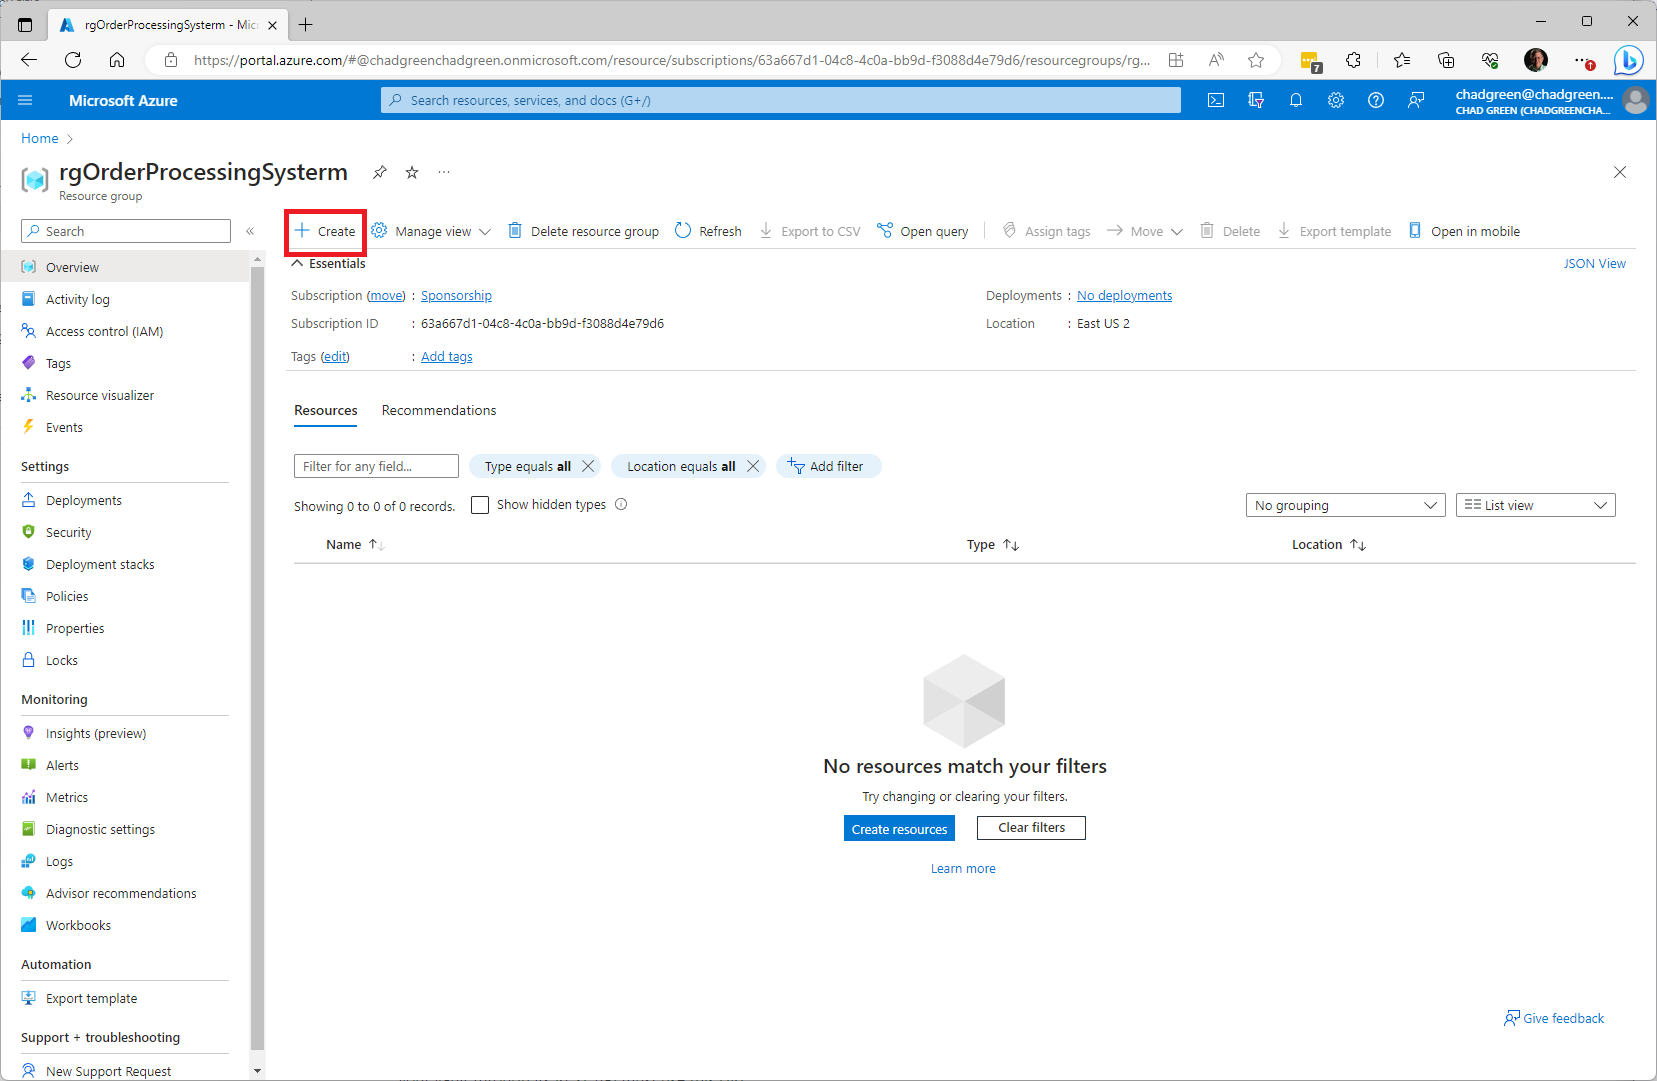 rgOrderProcessingSysterm - Mic
https://portal.azure.com/#@chadgreenchadgreen.onmicrosoft.com/resource/subscriptions/63a667d1-04c8-4c0a-bb9d-f3088d4e79d6/resourcegroups/rg...
7
Microsoft Azure
Search resources, services, and docs (G+/)
chadgreen@chadgreen....
CHAD GREEN (CHADGREENCHA...
Home
rgOrderProcessingSysterm
Resource group
Search
Create
Manage view
Delete resource group
Refresh
Export to CSV
Open query
Assign tags
Move
Delete
Export template
Open in mobile
Overview
Activity log
Access control (IAM)
Tags
Resource visualizer
Events
Settings
Deployments
Security
Deployment stacks
Policies
Properties
Locks
Monitoring
Insights (preview)
Alerts
Metrics
Diagnostic settings
Logs
Advisor recommendations
Workbooks
Automation
Export template
Support + troubleshooting
New Support Request
Essentials
JSON View
Subscription (move) : Sponsorship
Subscription ID : 63a667d1-04c8-4c0a-bb9d-f3088d4e79d6
Tags (edit) : Add tags
Deployments : No deployments
Location : East US 2
Resources
Recommendations
Filter for any field...
Type equals all
Location equals all
Add filter
Showing 0 to 0 of 0 records.
Show hidden types
No grouping
List view
Name
Type
Location
No resources match your filters
Try changing or clearing your filters.
Create resources
Clear filters
Learn more
Give feedback